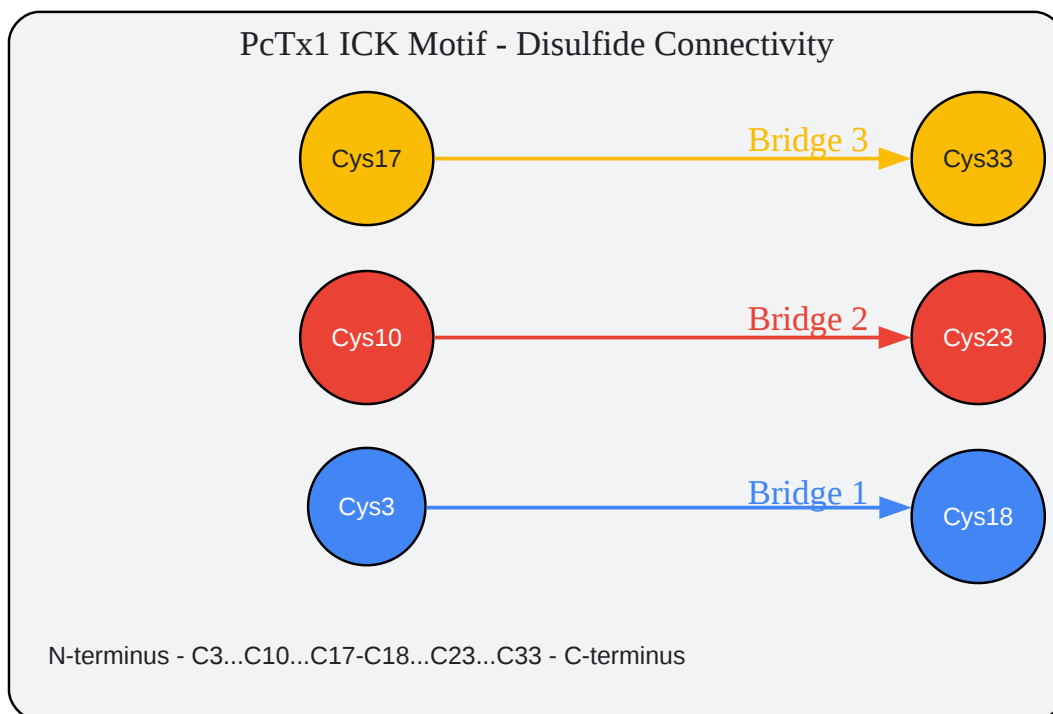 PcTx1 ICK Motif - Disulfide Connectivity
Cys17
Bridge 3
Cys33
Cys10
Bridge 2
Cys23
Cys3
Bridge 1
Cys18
N-terminus - C3...C10...C17-C18...C23...C33 - C-terminus